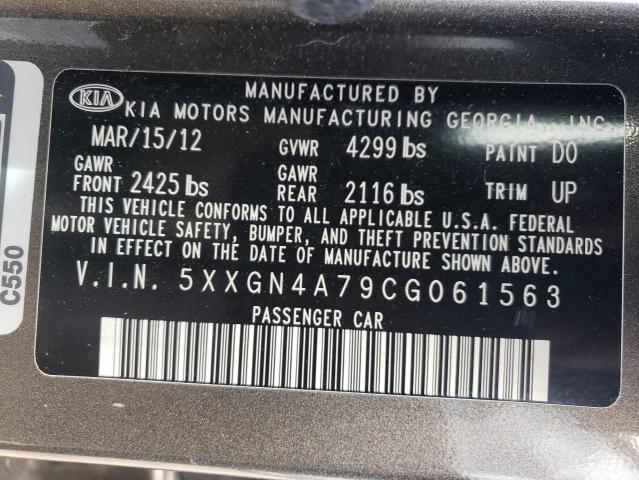 MANUFACTURED BY
KIA KIA MOTORS MANUFACTURING GEORGIA, INC
MAR/15/12 GVWR 4299 lbs PAINT DO
GAWR FRONT 2425 lbs GAWR REAR 2116 lbs TRIM UP
THIS VEHICLE CONFORMS TO ALL APPLICABLE U.S.A. FEDERAL
MOTOR VEHICLE SAFETY, BUMPER, AND THEFT PREVENTION STANDARDS
IN EFFECT ON THE DATE OF MANUFACTURE SHOWN ABOVE.
V.I.N. 5XXGN4A79CG061563
PASSENGER CAR
C550